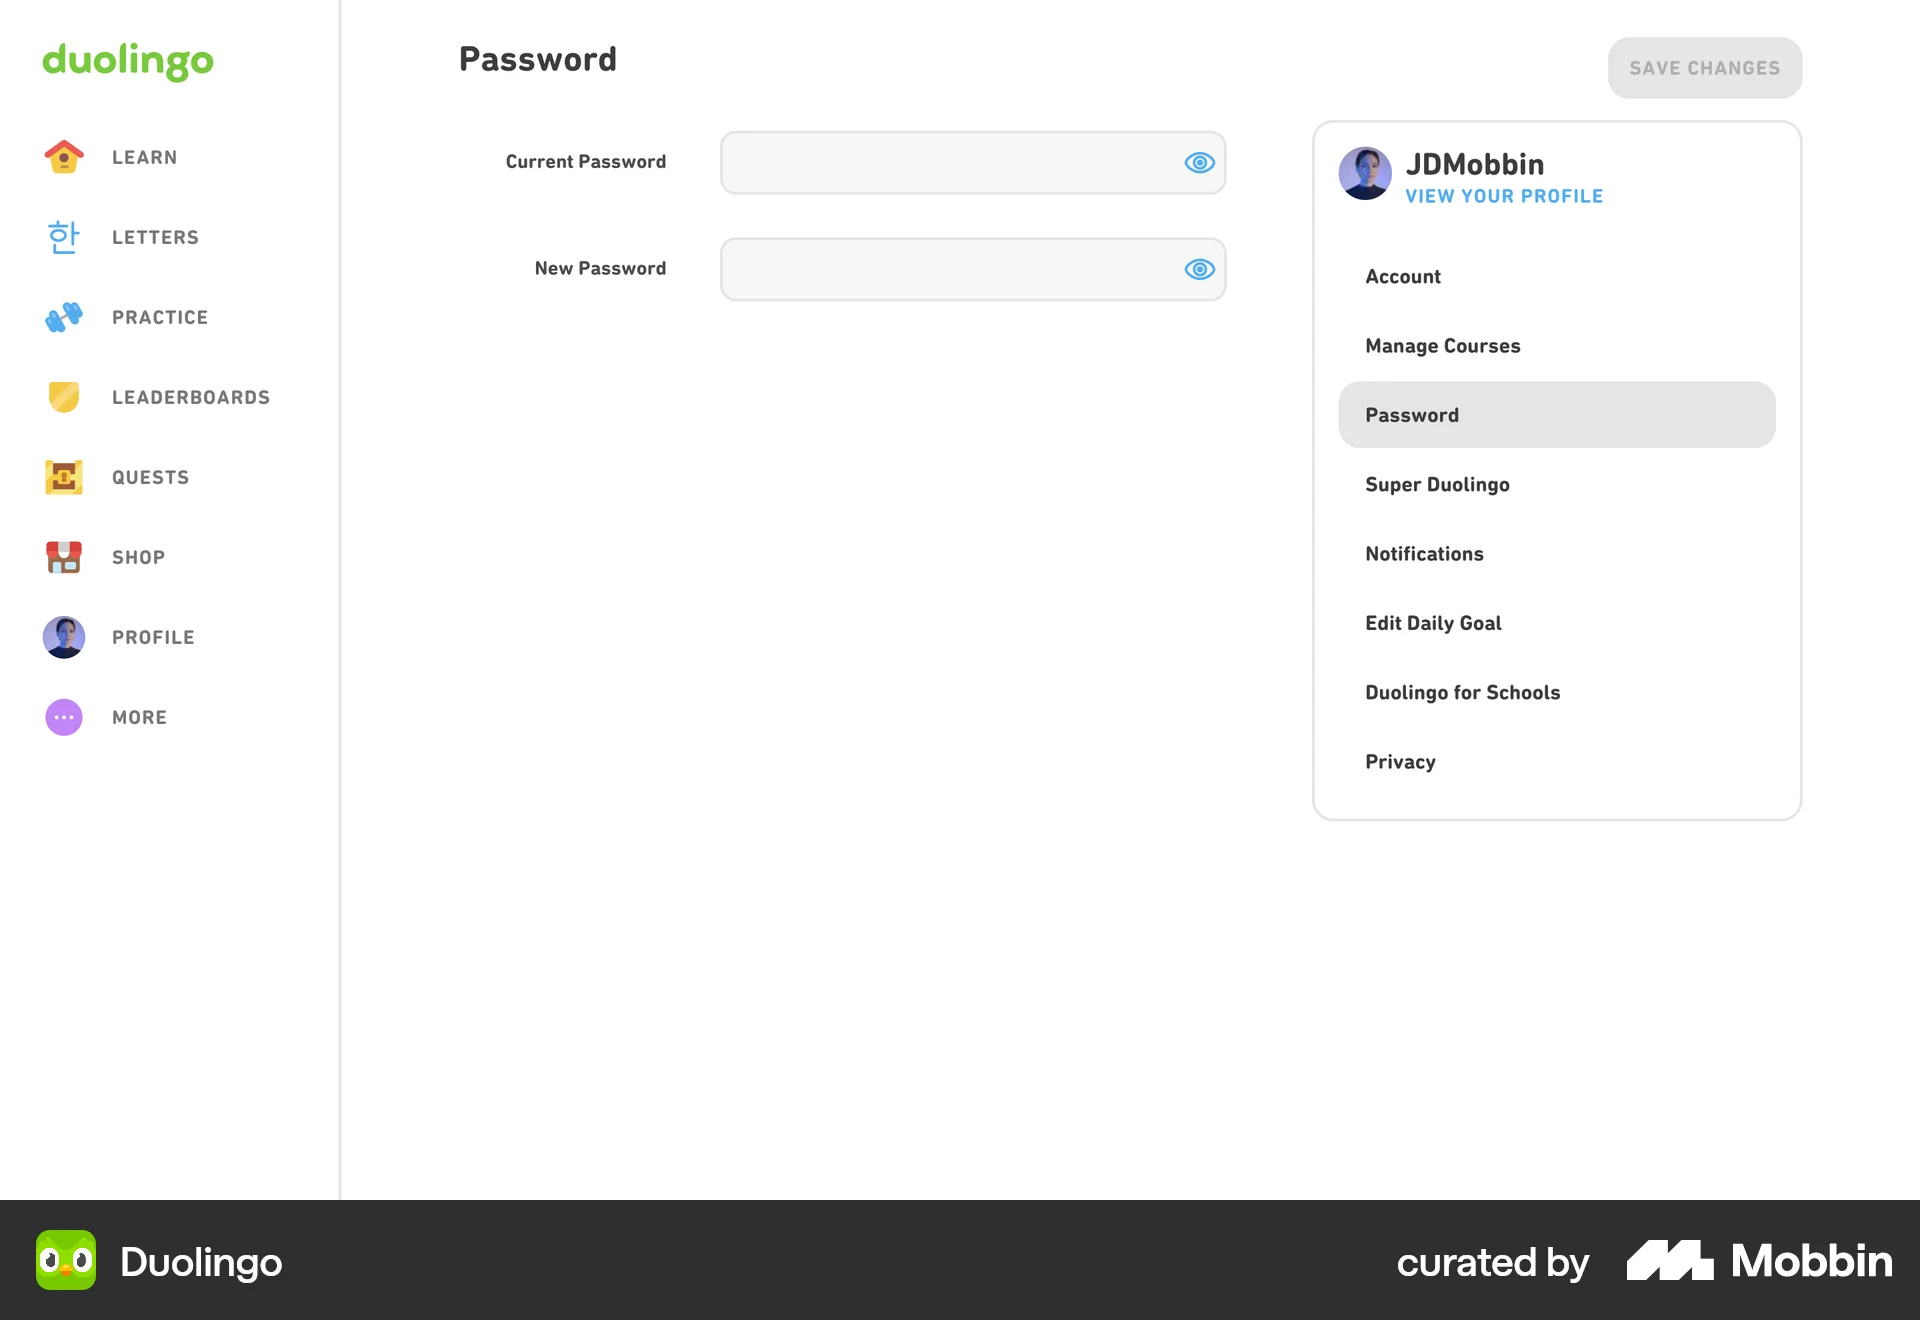 duolingo
LEARN
한
LETTERS
PRACTICE
LEADERBOARDS
QUESTS
SHOP
PROFILE
MORE
Password
Current Password
New Password
SAVE CHANGES
JDMobbin
VIEW YOUR PROFILE
Account
Manage Courses
Password
Super Duolingo
Notifications
Edit Daily Goal
Duolingo for Schools
Privacy
Duolingo
curated by Mobbin